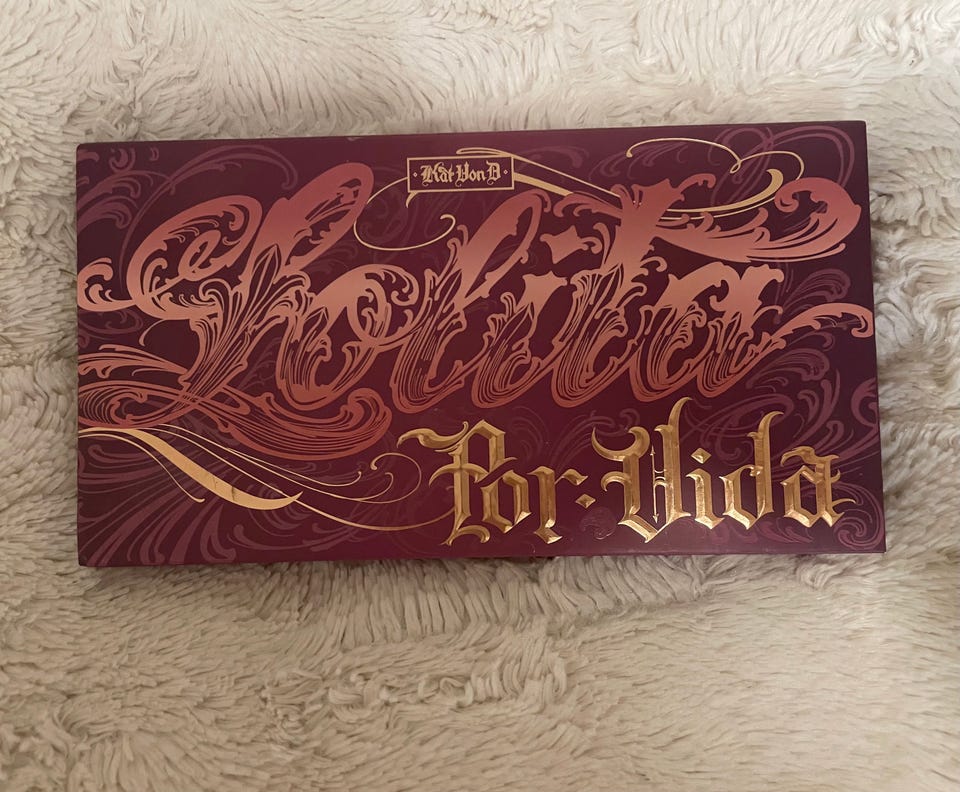 Kat Von D
Lolita
Por Vida